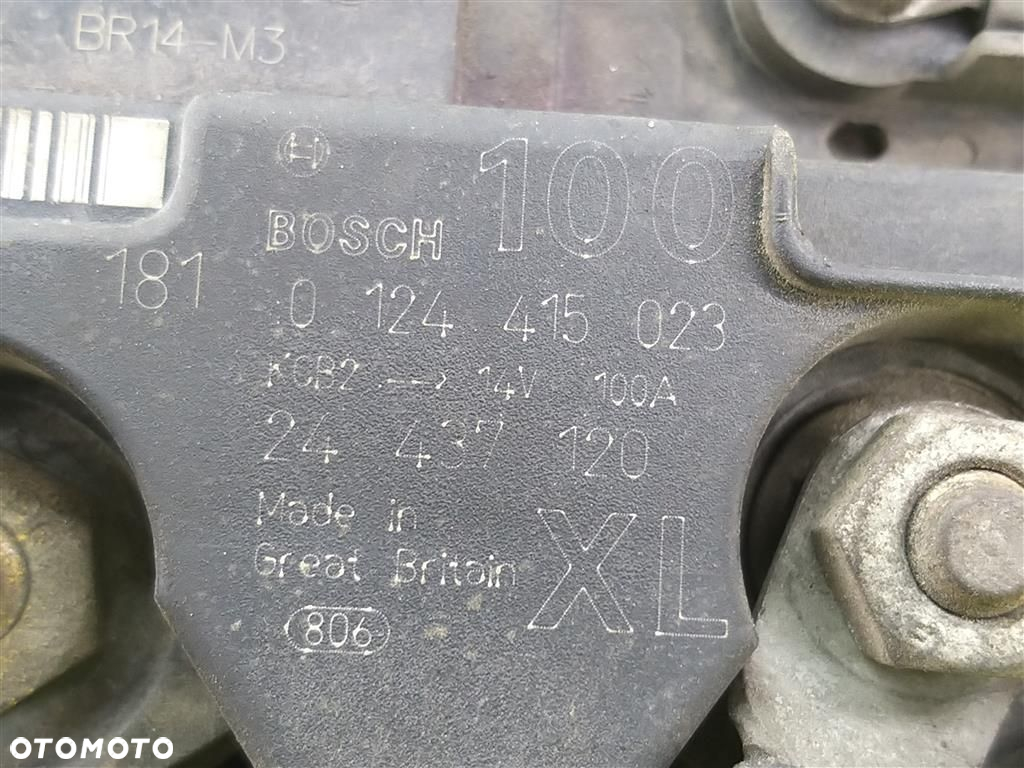 BR14-M3
100
BOSCH
181
0 124 415 023
KCB2 --> 14V 100A
24 437 120
Made in
Great Britain
XL
806
OTOMOTO